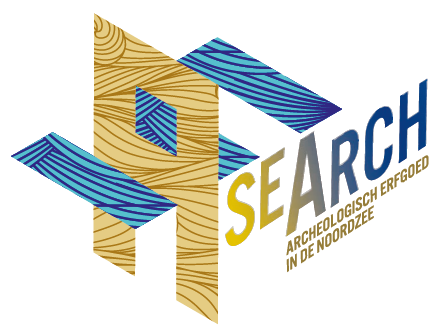 SEARCH
ARCHEOLOGISCH ERFGOED
IN DE NOORDZEE